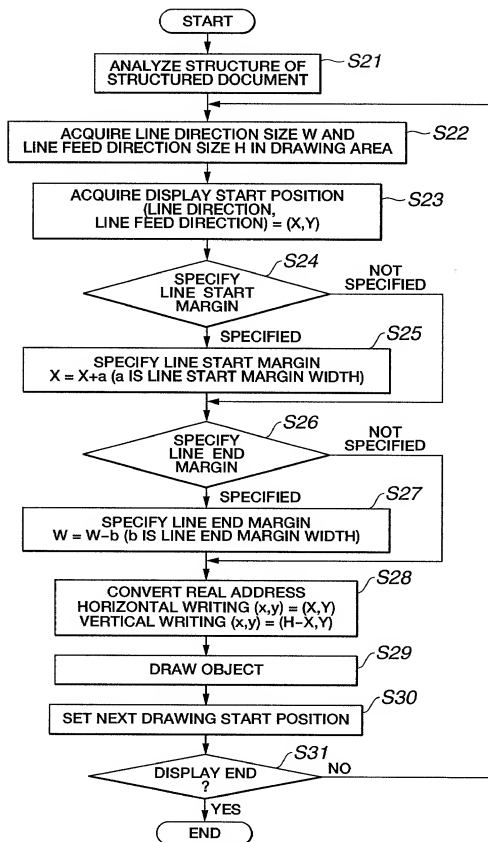 START
ANALYZE STRUCTURE OF
STRUCTURED DOCUMENT
S21
ACQUIRE LINE DIRECTION SIZE W AND
LINE FEED DIRECTION SIZE H IN DRAWING AREA
S22
ACQUIRE DISPLAY START POSITION
(LINE DIRECTION,
LINE FEED DIRECTION) = (X,Y)
S23
SPECIFY
LINE START
MARGIN
S24
NOT
SPECIFIED
SPECIFIED
SPECIFY LINE START MARGIN
X = X+a (a IS LINE START MARGIN WIDTH)
S25
SPECIFY
LINE END
MARGIN
S26
NOT
SPECIFIED
SPECIFIED
SPECIFY LINE END MARGIN
W = W-b (b IS LINE END MARGIN WIDTH)
S27
CONVERT REAL ADDRESS
HORIZONTAL WRITING (x,y) = (X,Y)
VERTICAL WRITING (x,y) = (H-X,Y)
S28
DRAW OBJECT
S29
SET NEXT DRAWING START POSITION
S30
DISPLAY END
?
S31
NO
YES
END